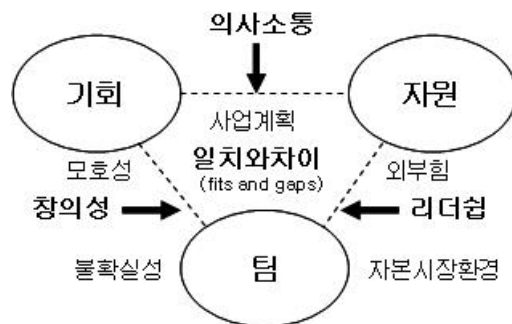 의사소통
기회
자원
사업계획
일치와차이
(fits and gaps)
모호성
외부힘
창의성
리더쉽
불확실성
팀
자본시장환경